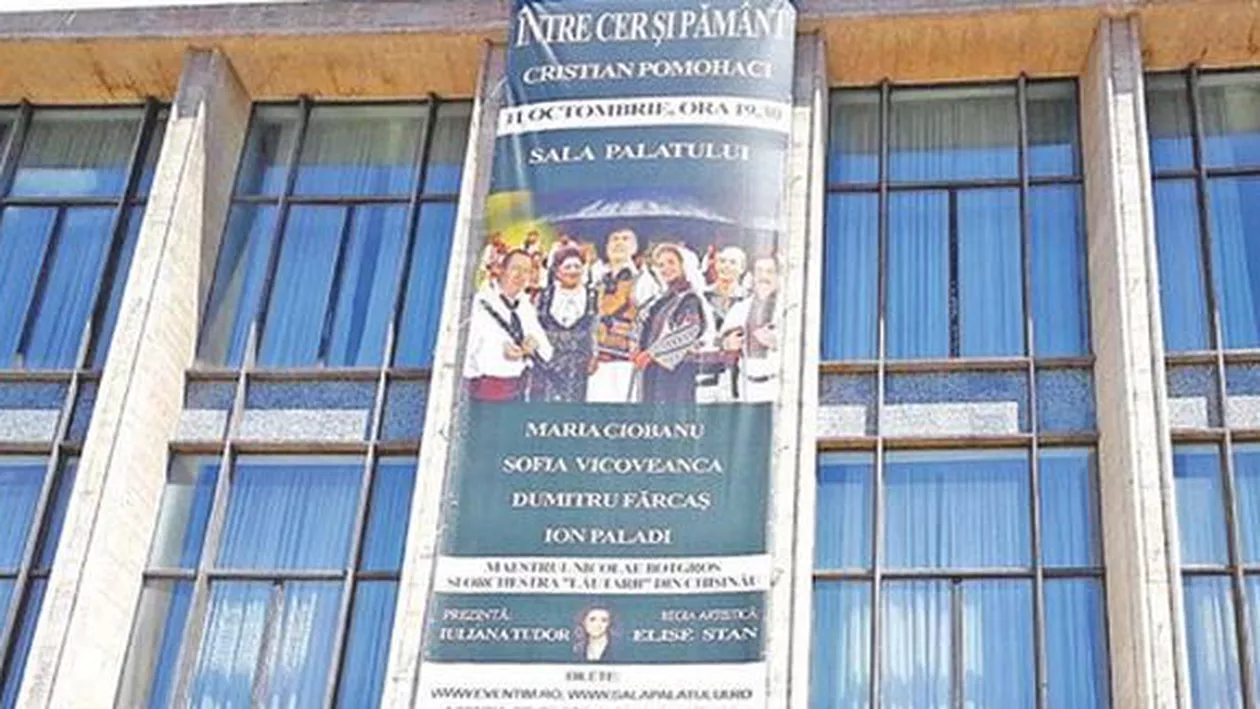 ÎNTRE CER ȘI PĂMÂNT
CRISTIAN POMOHACI
11 OCTOMBRIE, ORA 19,30
SALA PALATULUI
MARIA CIOBANU
SOFIA VICOVEANCA
DUMITRU FĂRCAȘ
ION PALADI
MAESTRUL NICOLAE BOTGROS
ȘI ORCHESTRA "LĂUTARII" DIN CHIȘINĂU
PREZINTĂ REGIA ARTISTICĂ
IULIANA TUDOR ELISE STAN
BILETE:
WWW.EVENTIM.RO, WWW.SALAPALATULUI.RO